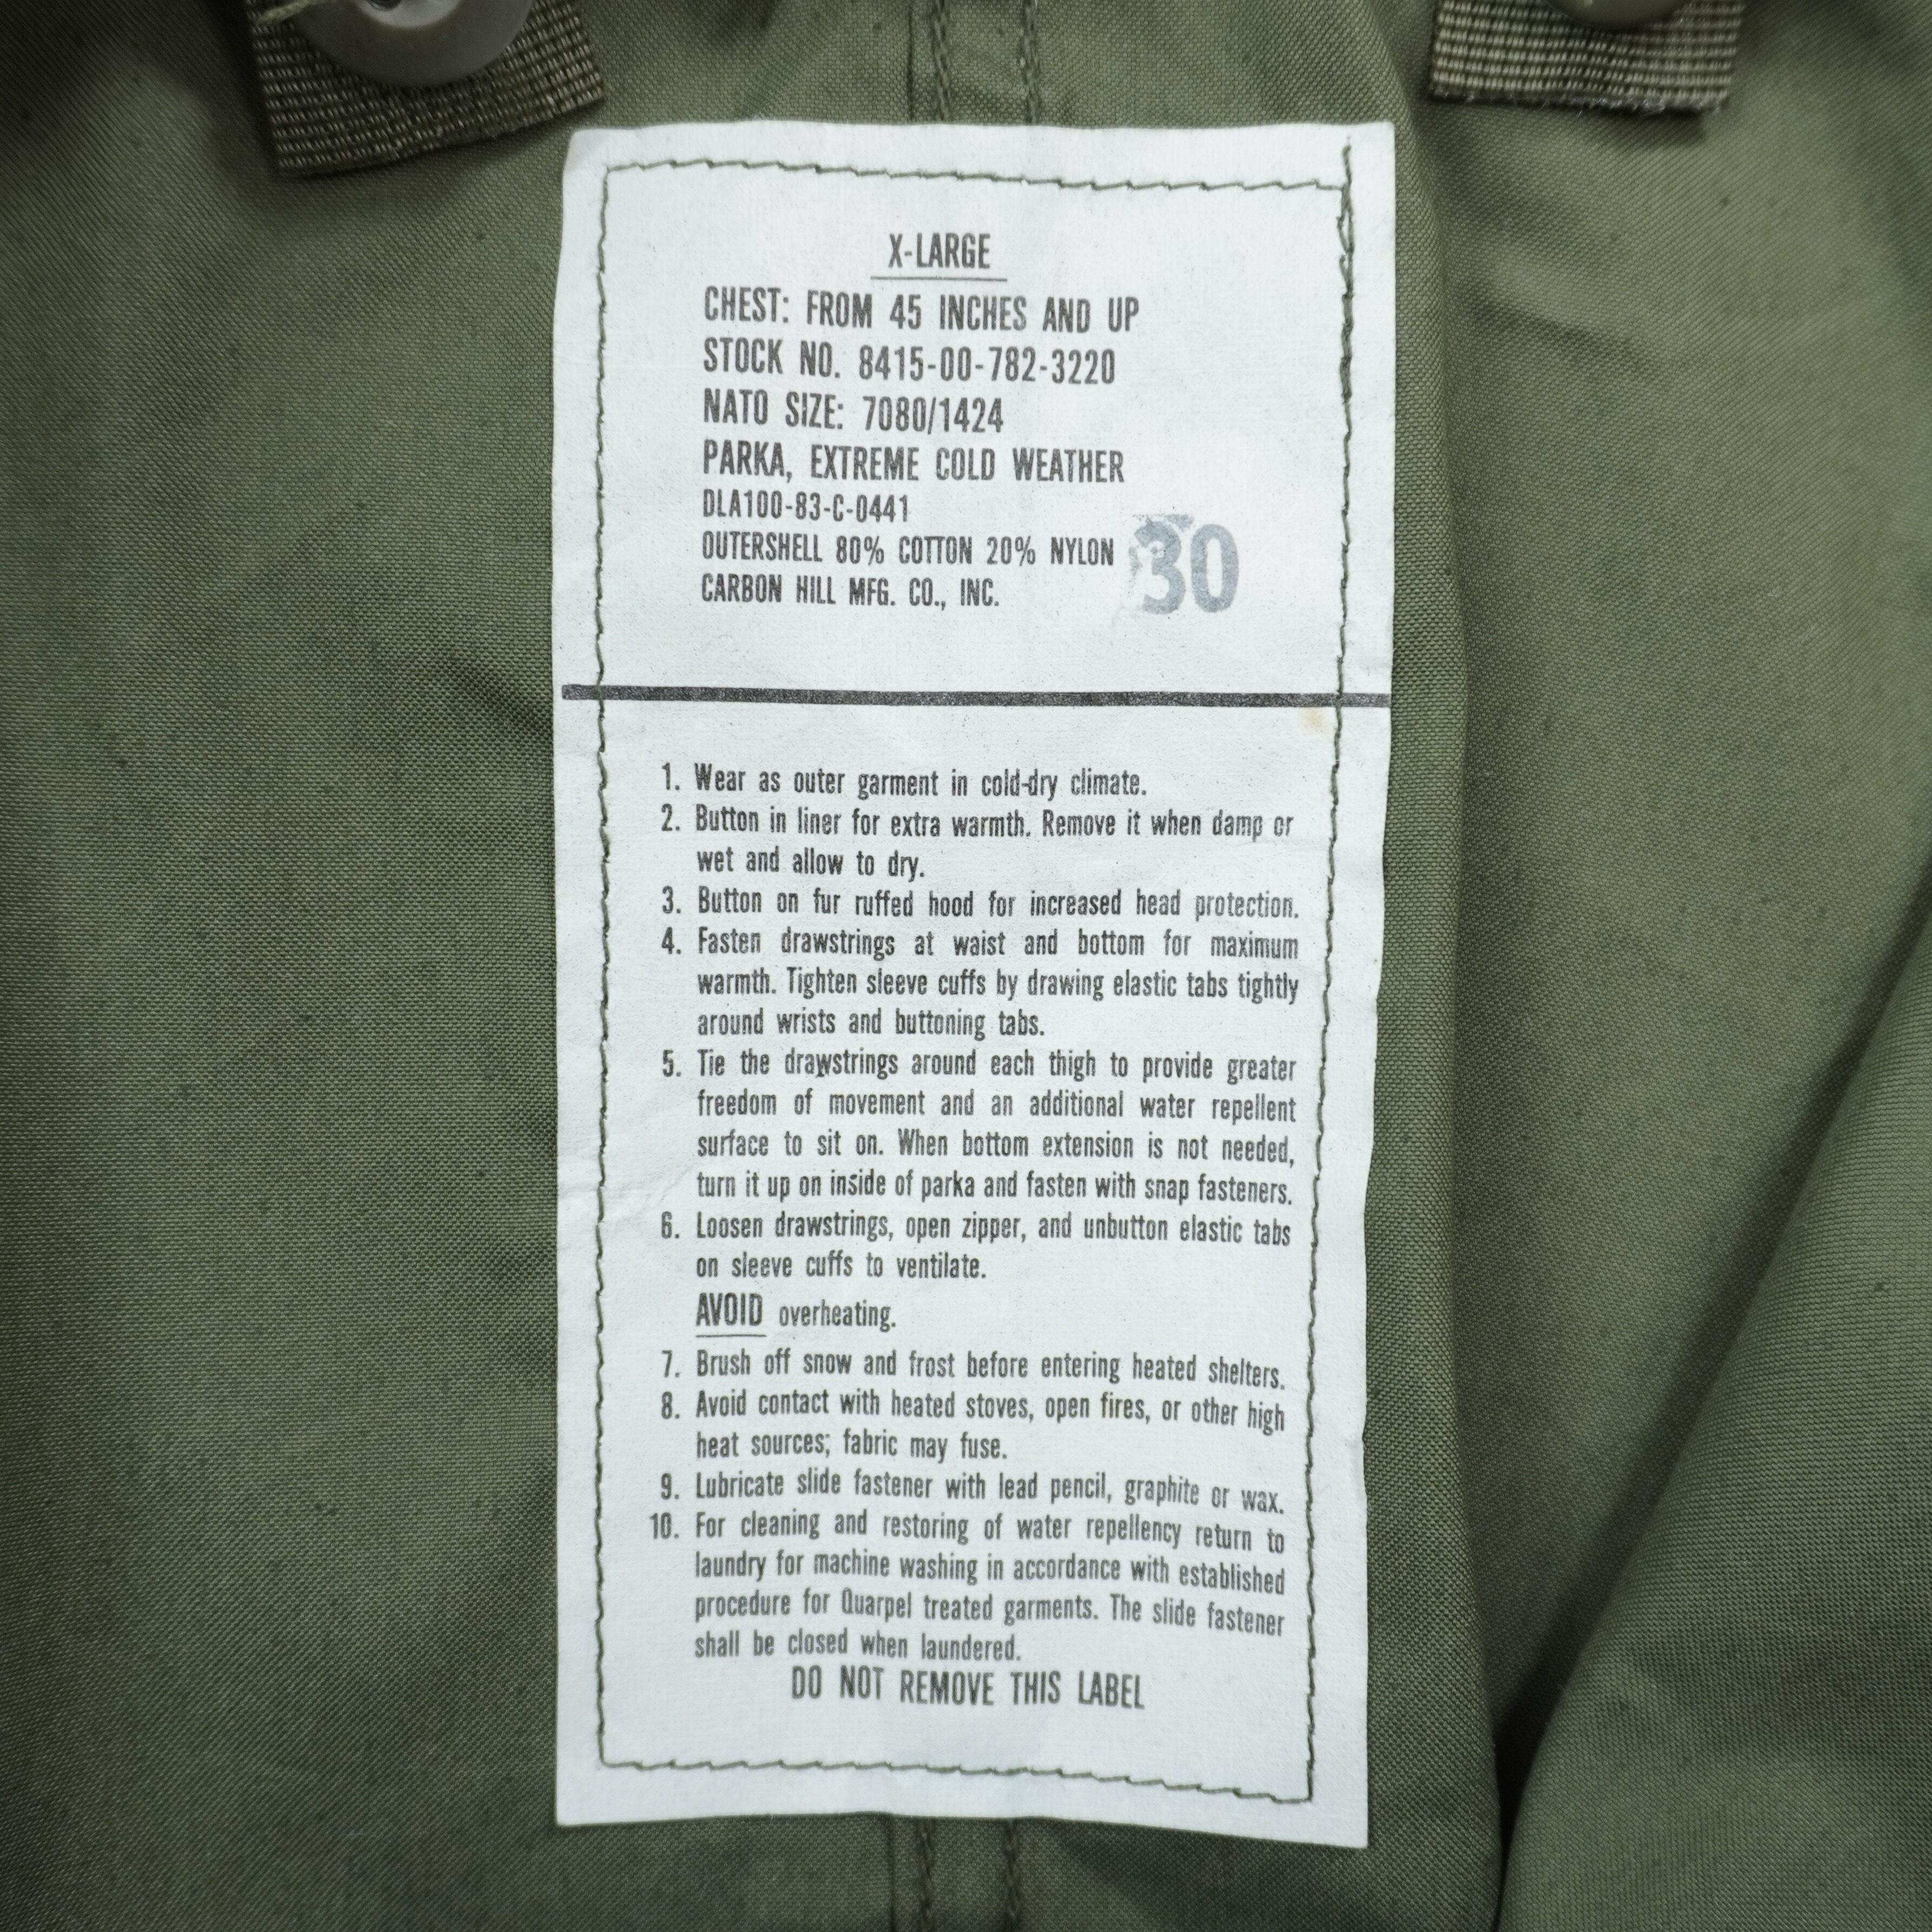 X-LARGE
CHEST: FROM 45 INCHES AND UP
STOCK NO. 8415-00-782-3220
NATO SIZE: 7080/1424
PARKA, EXTREME COLD WEATHER
DLA100-83-C-0441
OUTERSHELL 80% COTTON 20% NYLON
CARBON HILL MFG. CO., INC.
30
1. Wear as outer garment in cold-dry climate.
2. Button in liner for extra warmth. Remove it when damp or
wet and allow to dry.
3. Button on fur ruffed hood for increased head protection.
4. Fasten drawstrings at waist and bottom for maximum
warmth. Tighten sleeve cuffs by drawing elastic tabs tightly
around wrists and buttoning tabs.
5. Tie the drawstrings around each thigh to provide greater
freedom of movement and an additional water repellent
surface to sit on. When bottom extension is not needed,
turn it up on inside of parka and fasten with snap fasteners.
6. Loosen drawstrings, open zipper, and unbutton elastic tabs
on sleeve cuffs to ventilate.
AVOID overheating.
7. Brush off snow and frost before entering heated shelters.
8. Avoid contact with heated stoves, open fires, or other high
heat sources; fabric may fuse.
9. Lubricate slide fastener with lead pencil, graphite or wax.
10. For cleaning and restoring of water repellency return to
laundry for machine washing in accordance with established
procedure for Quarpel treated garments. The slide fastener
shall be closed when laundered.
DO NOT REMOVE THIS LABEL